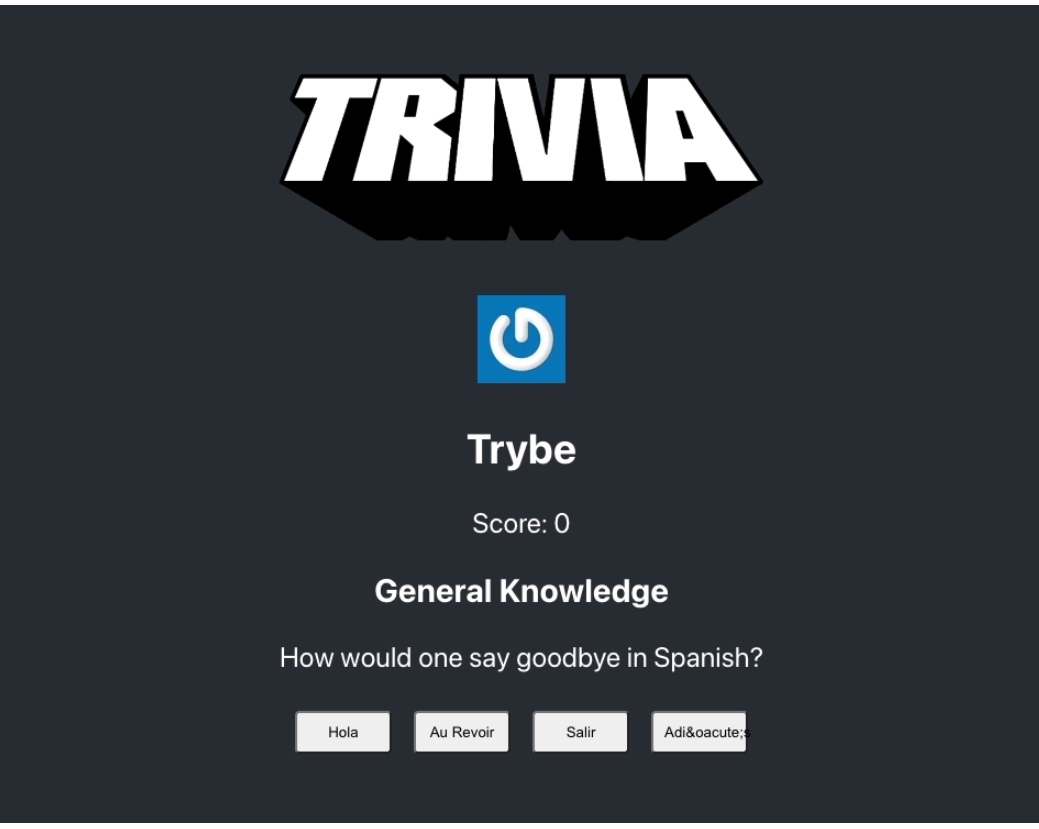 TRIVIA
Trybe
Score: 0
General Knowledge
How would one say goodbye in Spanish?
Hola Au Revoir Salir Adi&oacute;s